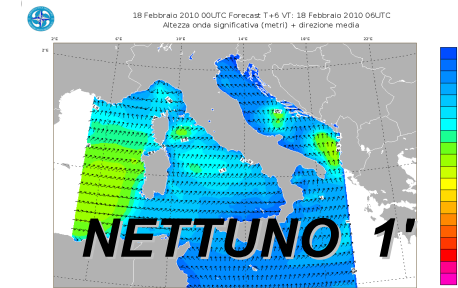 18 Febbraio 2010 00UTC Forecast T+6 VT: 18 Febbraio 2010 06UTC
Altezza onda significativa (metri) + direzione media
NETTUNO 1'